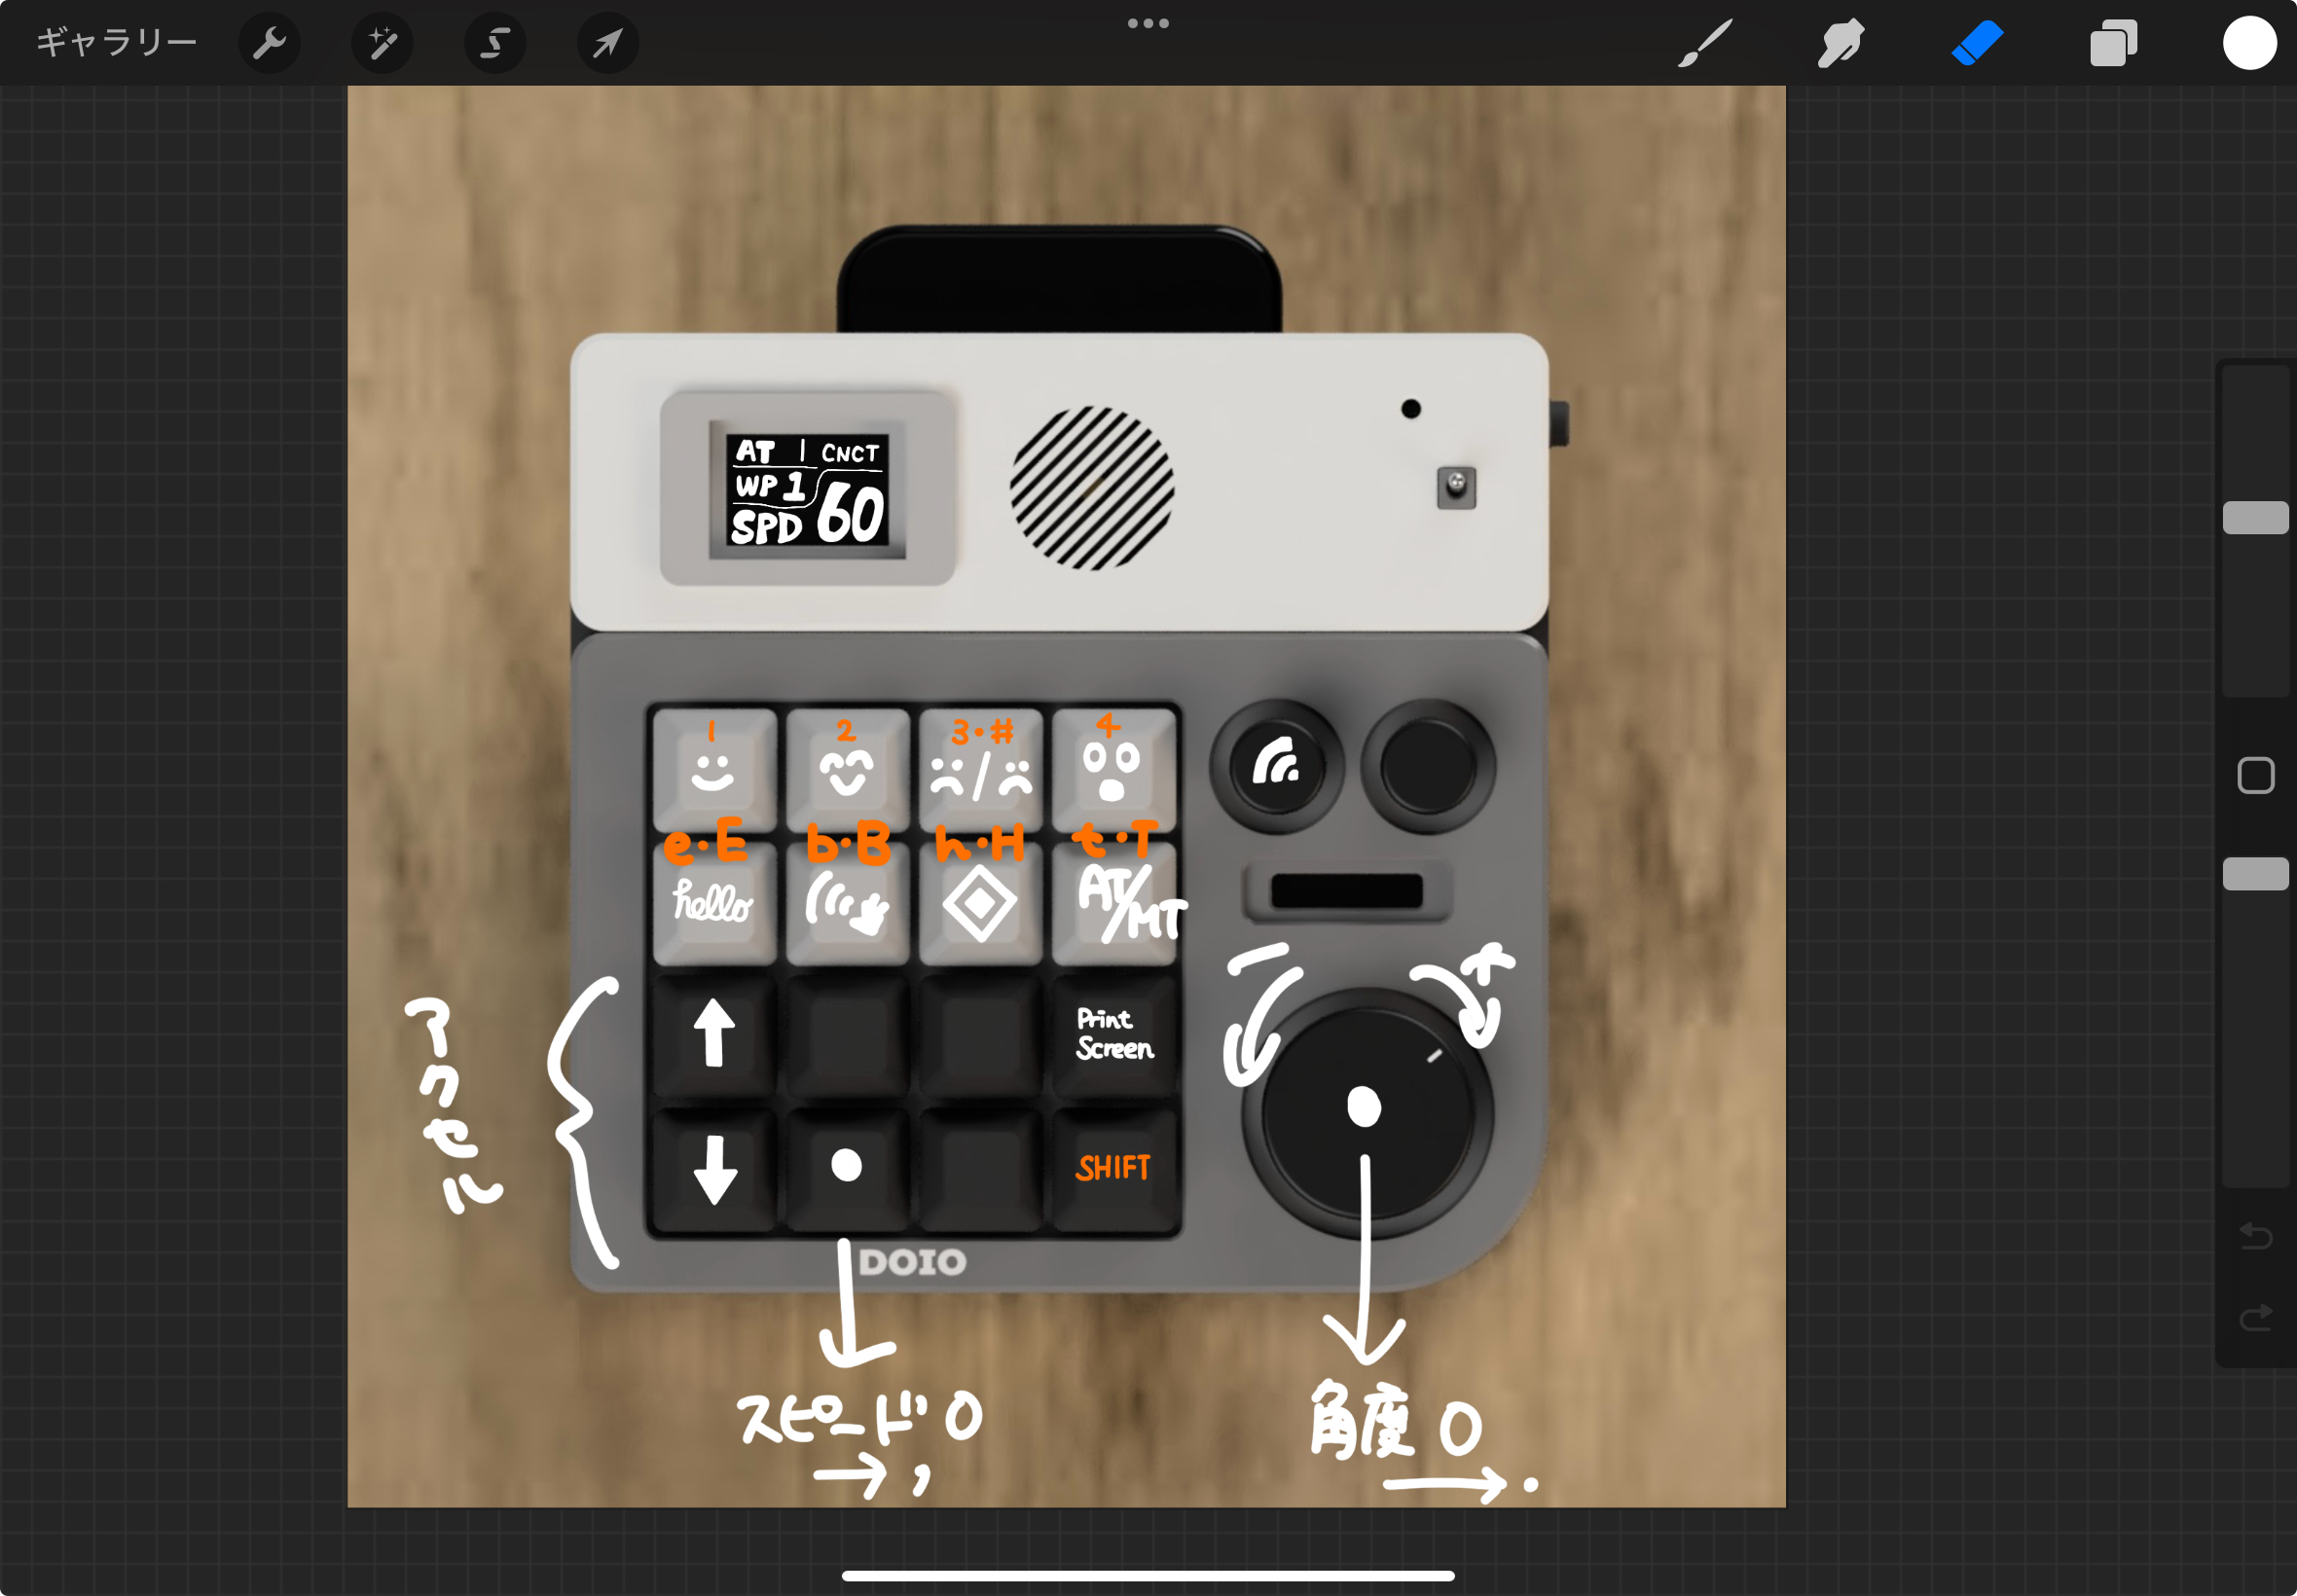 ギャラリー
AT 1 CNCT
WP 1
SPD 60
1 2 3・# 4
e・E b・B h・H t・T
hello AT/MT
アクセル
Print
Screen
SHIFT
DOIO
スピード 0
→ ,
角度 0
→ .